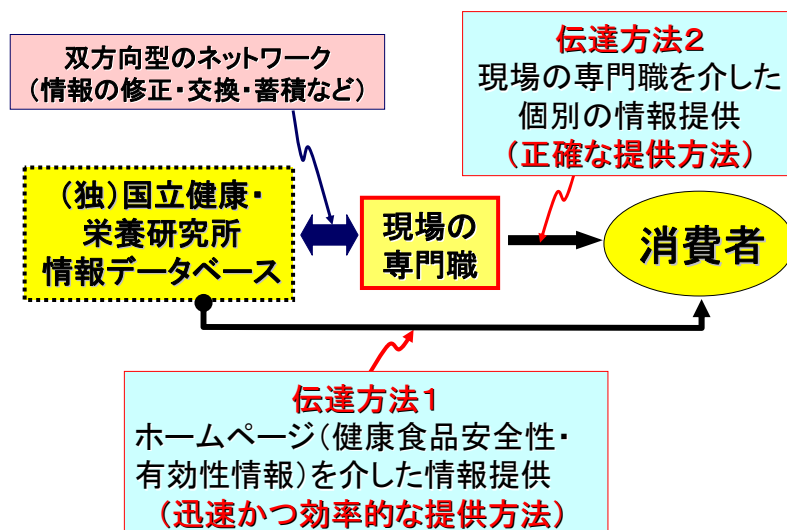 双方向型のネットワーク
(情報の修正・交換・蓄積など)
伝達方法2
現場の専門職を介した
個別の情報提供
(正確な提供方法)
(独)国立健康・
栄養研究所
情報データベース
現場の
専門職
消費者
伝達方法1
ホームページ(健康食品安全性・
有効性情報)を介した情報提供
(迅速かつ効率的な提供方法)